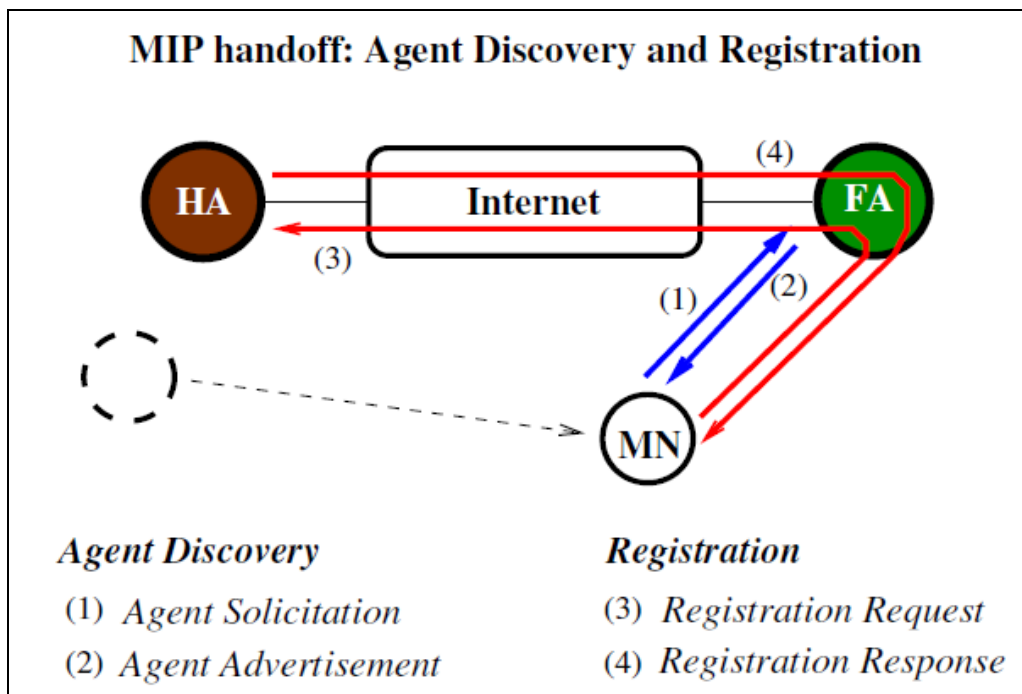 MIP handoff: Agent Discovery and Registration
(4)
HA
Internet
FA
(3)
(1)
(2)
MN
Agent Discovery
(1) Agent Solicitation
(2) Agent Advertisement
Registration
(3) Registration Request
(4) Registration Response